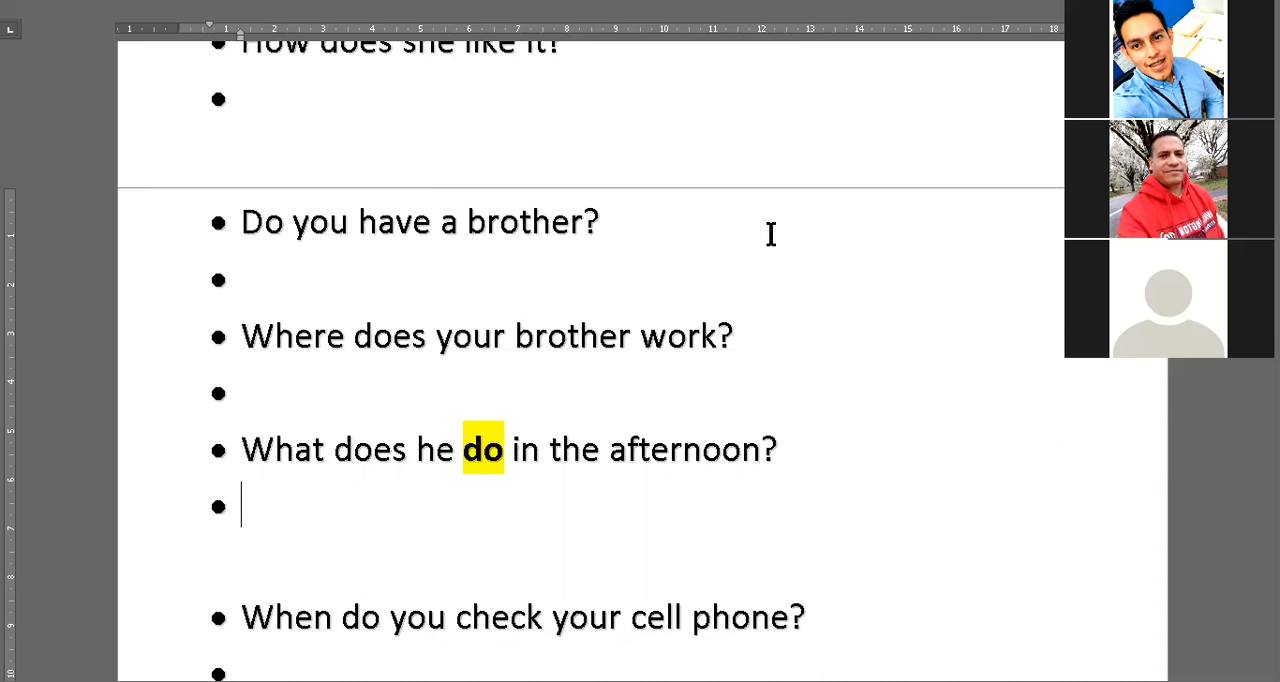 How does she like it?
Do you have a brother?
Where does your brother work?
What does he do in the afternoon?
When do you check your cell phone?